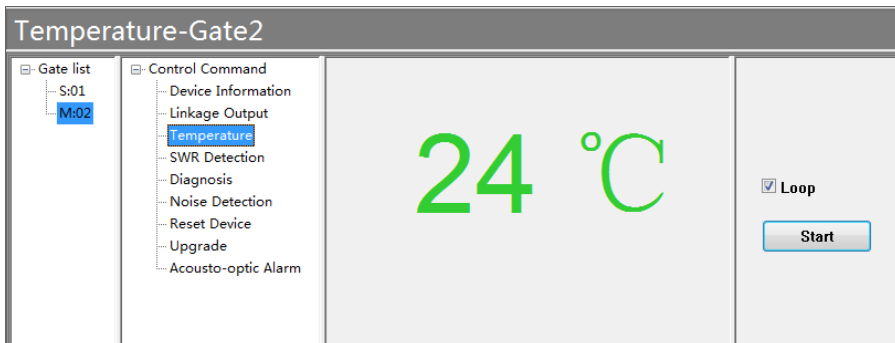 Temperature-Gate2
Gate list
S:01
M:02
Control Command
Device Information
Linkage Output
Temperature
SWR Detection
Diagnosis
Noise Detection
Reset Device
Upgrade
Acousto-optic Alarm
24 ℃
Loop
Start